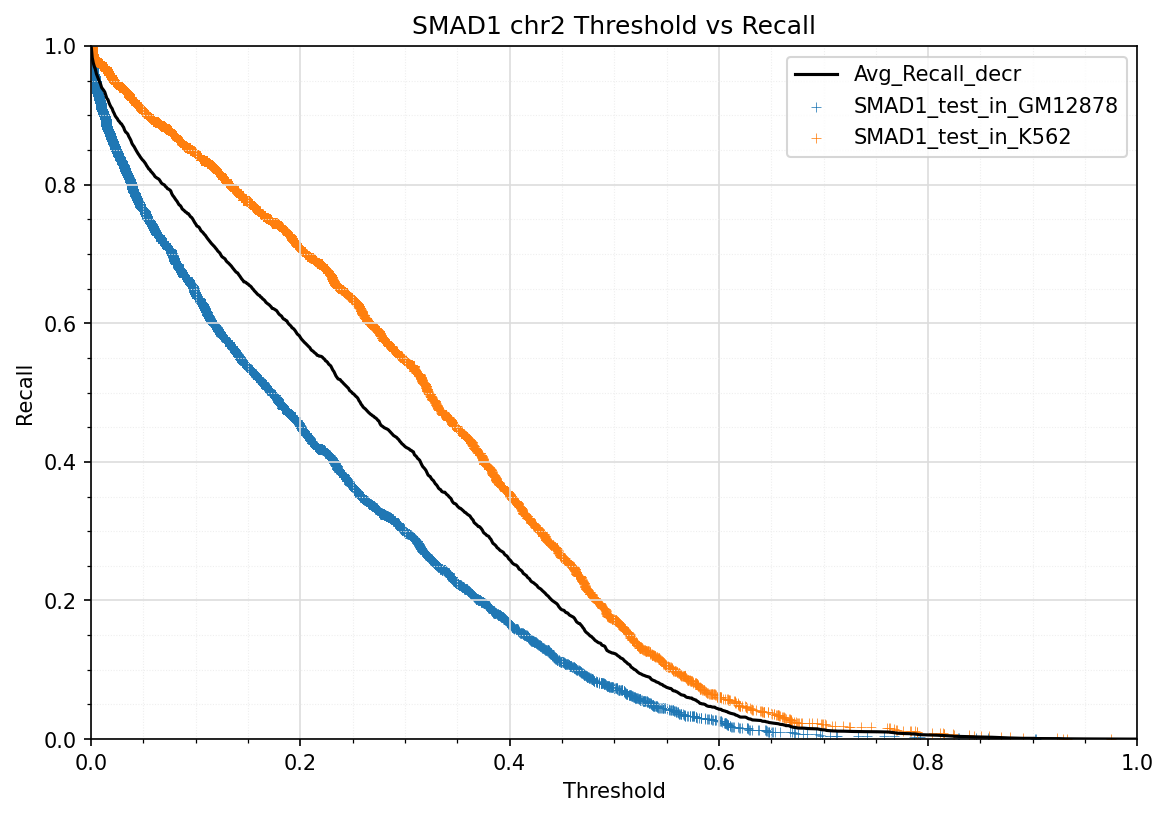 SMAD1 chr2 Threshold vs Recall
1.0
0.8
0.6
0.4
0.2
0.0
Recall
Avg_Recall_decr
SMAD1_test_in_GM12878
SMAD1_test_in_K562
0.0 0.2 0.4 0.6 0.8 1.0
Threshold